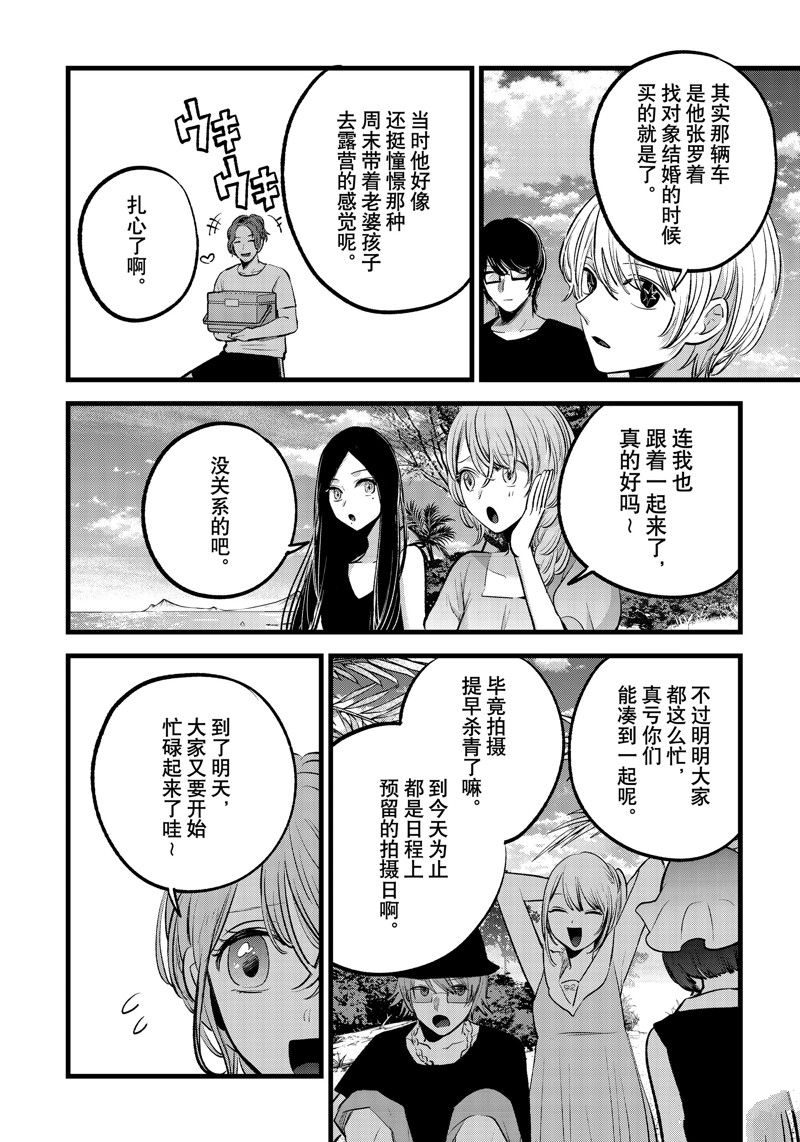 其实那辆车
是他张罗着
找对象结婚的时候
买的就是了。
当时他好像
还挺憧憬那种
周末带着老婆孩子
去露营的感觉呢。
ウキ
ウキ
扎心了啊。
连我也
跟着一起来了，
真的好吗～
没关系的吧。
不过明明大家
都这么忙，
真亏你们
能凑到一起呢。
毕竟拍摄
提早杀青了嘛。
到今天为止
都是日程上
预留的拍摄日啊。
到了明天，
大家又要开始
忙碌起来了哇～